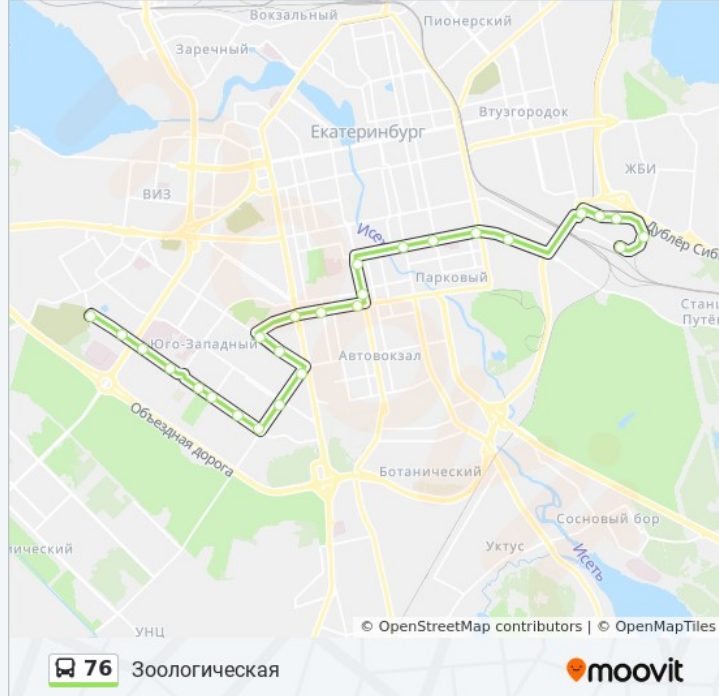 Вокзальный
Пионерский
Заречный
Втузгородок
Екатеринбург
ЖБИ
ВИЗ
Исеть
Дублёр Сиб
Парковый
Стан
Путё
Юго-Западный
Автовокзал
Объездная дорога
Ботанический
Сосновый бор
мический
Уктус
Исеть
УНЦ
© OpenStreetMap contributors | © OpenMapTiles
76 Зоологическая
moovit